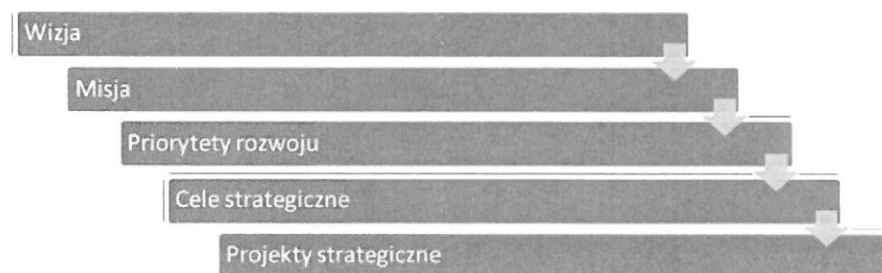 Wizja
Misja
Priorytety rozwoju
Cele strategiczne
Projekty strategiczne